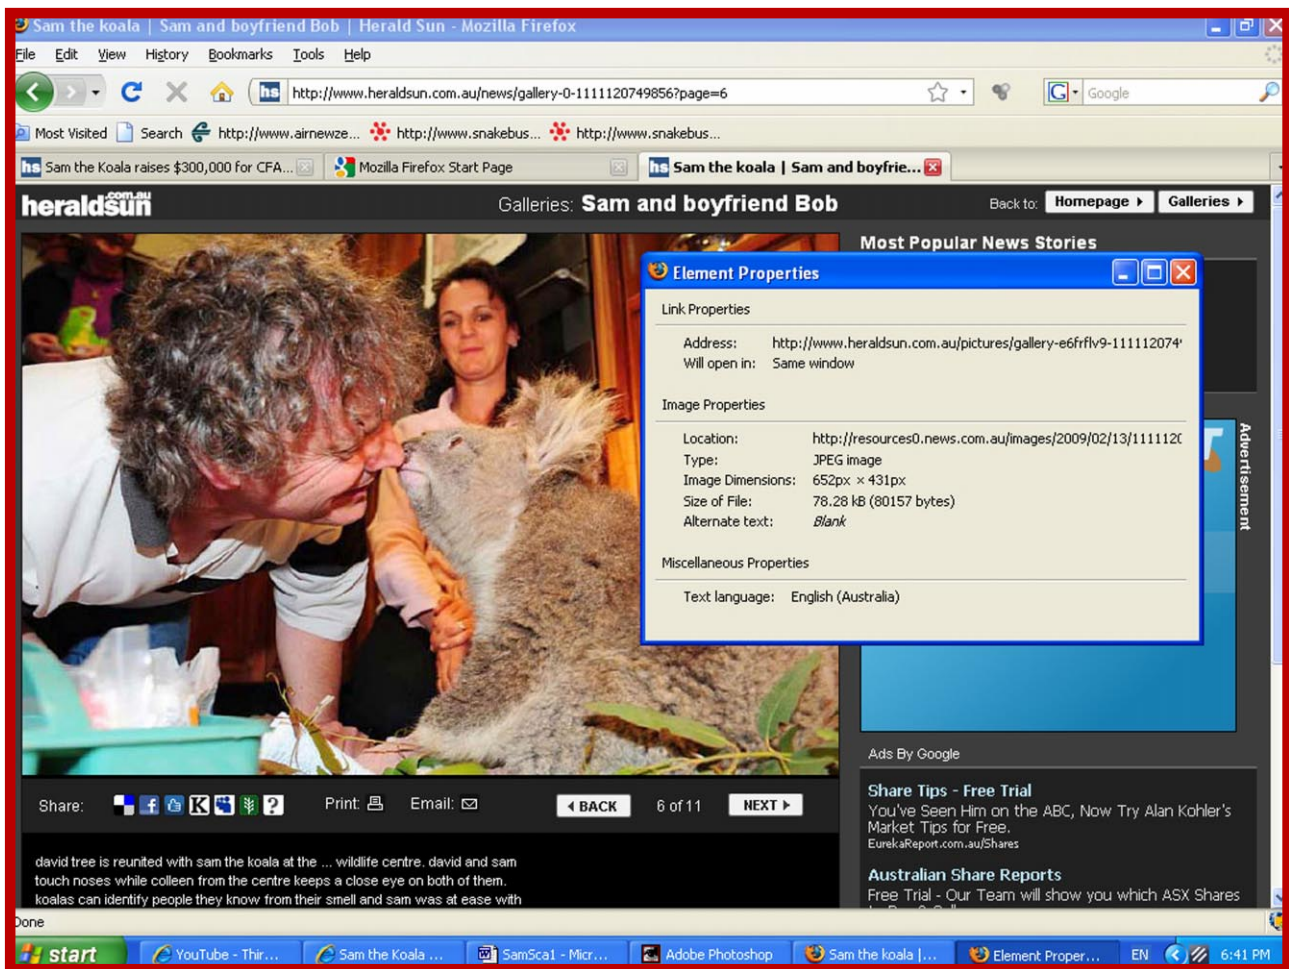 Sam the koala | Sam and boyfriend Bob | Herald Sun - Mozilla Firefox
File Edit View History Bookmarks Tools Help
hs http://www.heraldsun.com.au/news/gallery-0-1111120749856?page=6 G Google
Most Visited Search http://www.airnewze... http://www.snakebus... http://www.snakebus...
hs Sam the Koala raises $300,000 for CFA... Mozilla Firefox Start Page hs Sam the koala | Sam and boyfrie...
heraldsun.com.au Galleries: Sam and boyfriend Bob Back to: Homepage Galleries
Most Popular News Stories
Element Properties
Link Properties
Address: http://www.heraldsun.com.au/pictures/gallery-e6frflv9-111112074
Will open in: Same window
Image Properties
Location: http://resources0.news.com.au/images/2009/02/13/111112
Type: JPEG image
Image Dimensions: 652px × 431px
Size of File: 78.28 kB (80157 bytes)
Alternate text: Blank
Miscellaneous Properties
Text language: English (Australia)
Advertisement
Ads By Google
Share: Print: Email: BACK 6 of 11 NEXT
Share Tips - Free Trial
You've Seen Him on the ABC, Now Try Alan Kohler's
Market Tips for Free.
EurekaReport.com.au/Shares
Australian Share Reports
Free Trial - Our Team will show you which ASX Shares
david tree is reunited with sam the koala at the ... wildlife centre. david and sam
touch noses while colleen from the centre keeps a close eye on both of them.
koalas can identify people they know from their smell and sam was at ease with
Done
start YouTube - Thir... Sam the Koala ... SamSca1 - Micr... Adobe Photoshop Sam the koala |... Element Proper... EN 6:41 PM